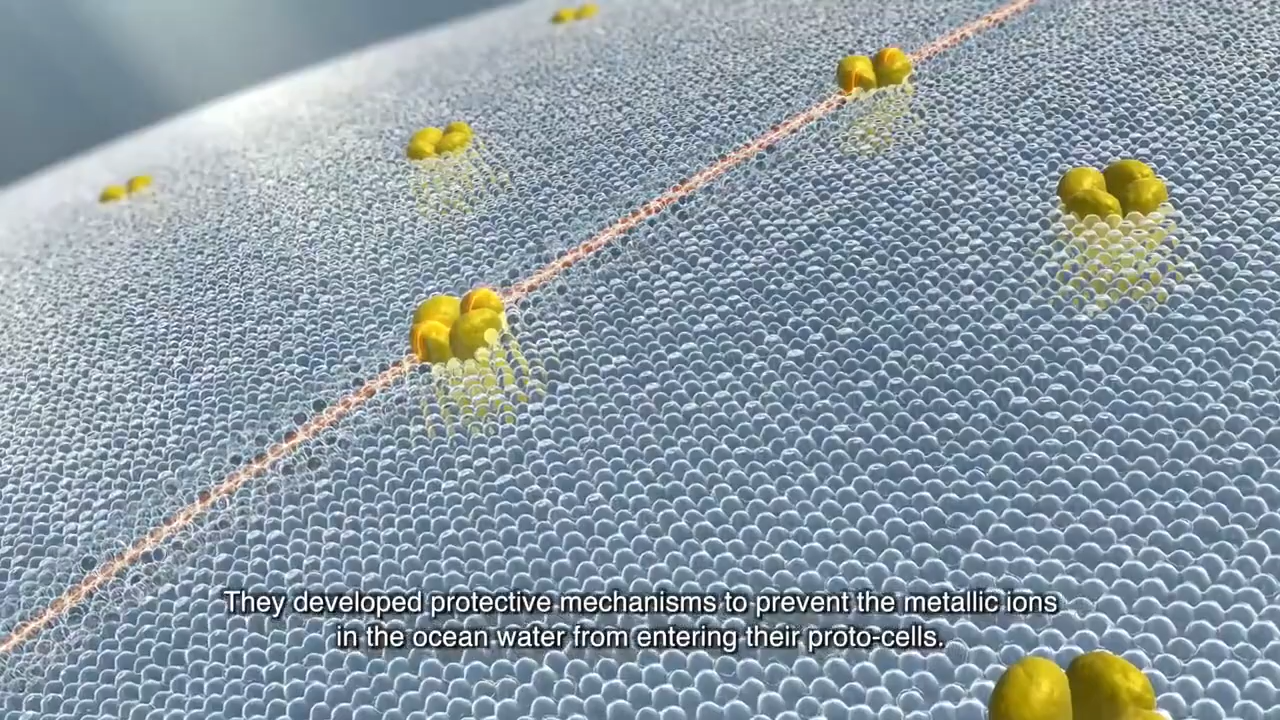 They developed protective mechanisms to prevent the metallic ions
in the ocean water from entering their proto-cells.